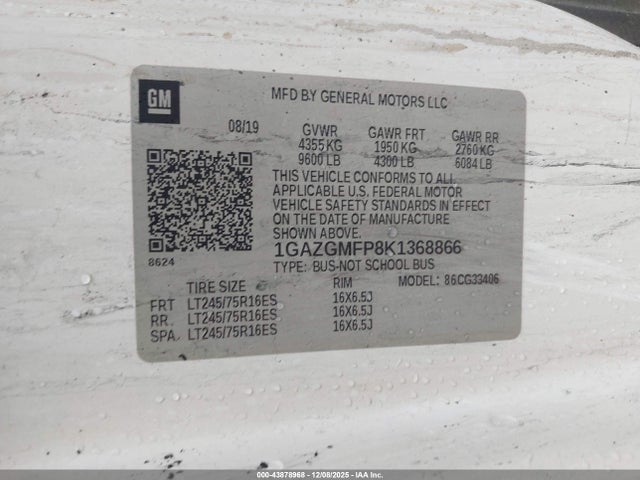 GM
MFD BY GENERAL MOTORS LLC
08/19 GVWR GAWR FRT GAWR RR
4355 KG 1950 KG 2760 KG
9600 LB 4300 LB 6084 LB
THIS VEHICLE CONFORMS TO ALL
APPLICABLE U.S. FEDERAL MOTOR
VEHICLE SAFETY STANDARDS IN EFFECT
ON THE DATE OF MANUFACTURE
SHOWN ABOVE.
8624
1GAZGMFP8K1368866
TYPE: BUS-NOT SCHOOL BUS
MODEL: 86CG33406
TIRE SIZE RIM
FRT LT245/75R16ES 16X6.5J
RR. LT245/75R16ES 16X6.5J
SPA. LT245/75R16ES 16X6.5J
000-43878968 | 12/08/2025 - IAAI.COM